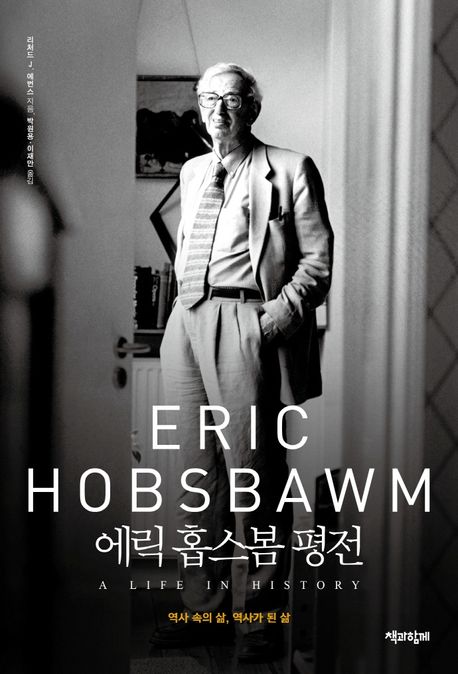 리처드 J. 에번스 지음 박원용·이재만 옮김
ERIC
HOBSBAWM
에릭 홉스봄 평전
A LIFE IN HISTORY
역사 속의 삶, 역사가 된 삶
책과함께